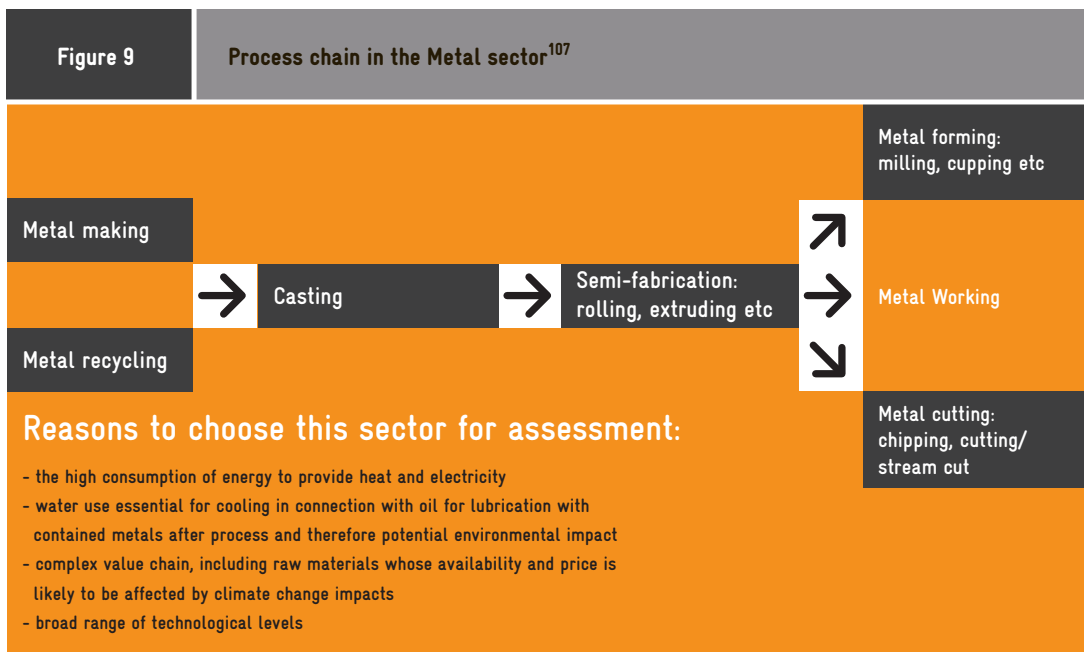 Figure 9
Process chain in the Metal sector107
Metal forming:
milling, cupping etc
Metal making
Casting
Semi-fabrication:
rolling, extruding etc
Metal Working
Metal recycling
Metal cutting:
chipping, cutting/
stream cut
Reasons to choose this sector for assessment:
- the high consumption of energy to provide heat and electricity
- water use essential for cooling in connection with oil for lubrication with
contained metals after process and therefore potential environmental impact
- complex value chain, including raw materials whose availability and price is
likely to be affected by climate change impacts
- broad range of technological levels